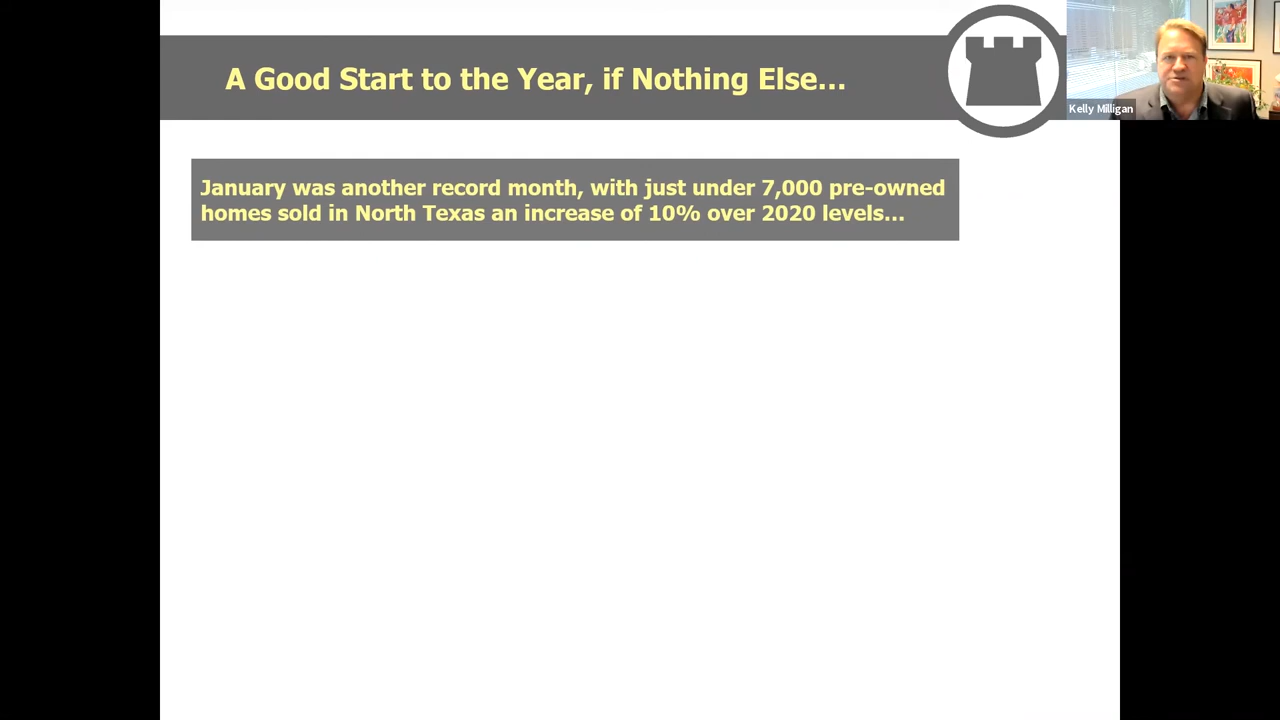 A Good Start to the Year, if Nothing Else...
Kelly Milligan
January was another record month, with just under 7,000 pre-owned
homes sold in North Texas an increase of 10% over 2020 levels...